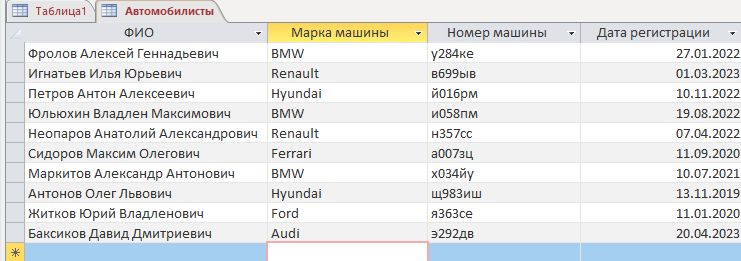 Таблица1 Автомобилисты
ФИО Марка машины Номер машины Дата регистрации
Фролов Алексей Геннадьевич BMW у284ке 27.01.2022
Игнатьев Илья Юрьевич Renault в699ыв 01.03.2023
Петров Антон Алексеевич Hyundai й016рм 10.11.2022
Юльюхин Владлен Максимович BMW и058пм 19.08.2022
Неопаров Анатолий Александрович Renault н357сс 07.04.2022
Сидоров Максим Олегович Ferrari а007зц 11.09.2020
Маркитов Александр Антонович BMW х034йу 10.07.2021
Антонов Олег Львович Hyundai щ983иш 13.11.2019
Житков Юрий Владленович Ford я363се 11.01.2020
Баксиков Давид Дмитриевич Audi э292дв 20.04.2023